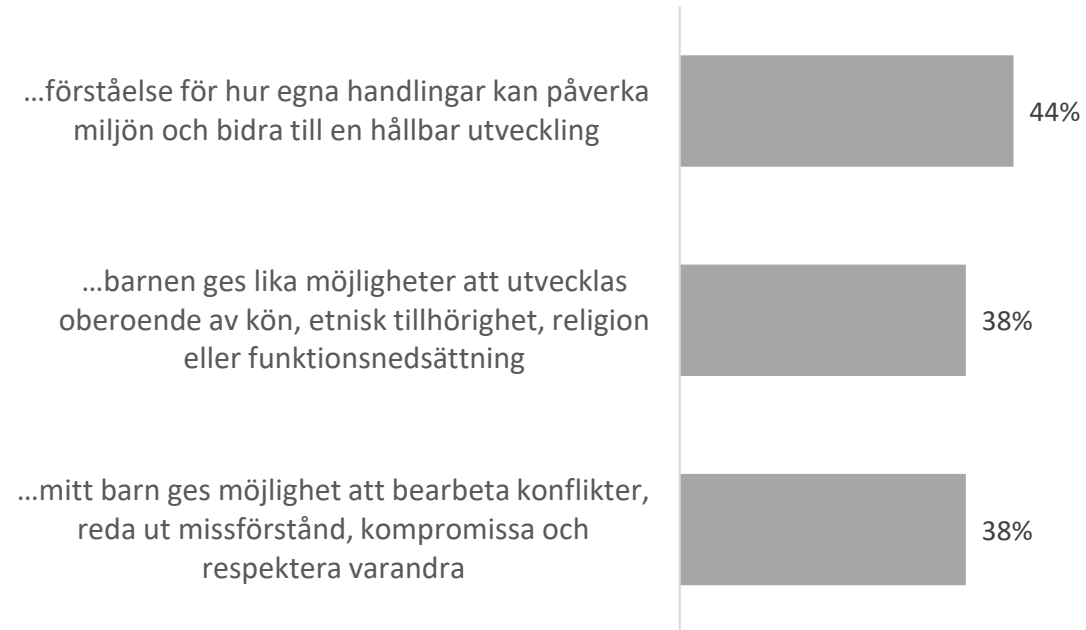 ...förståelse för hur egna handlingar kan påverka
miljön och bidra till en hållbar utveckling
44%
...barnen ges lika möjligheter att utvecklas
oberoende av kön, etnisk tillhörighet, religion
eller funktionsnedsättning
38%
...mitt barn ges möjlighet att bearbeta konflikter,
reda ut missförstånd, kompromissa och
respektera varandra
38%